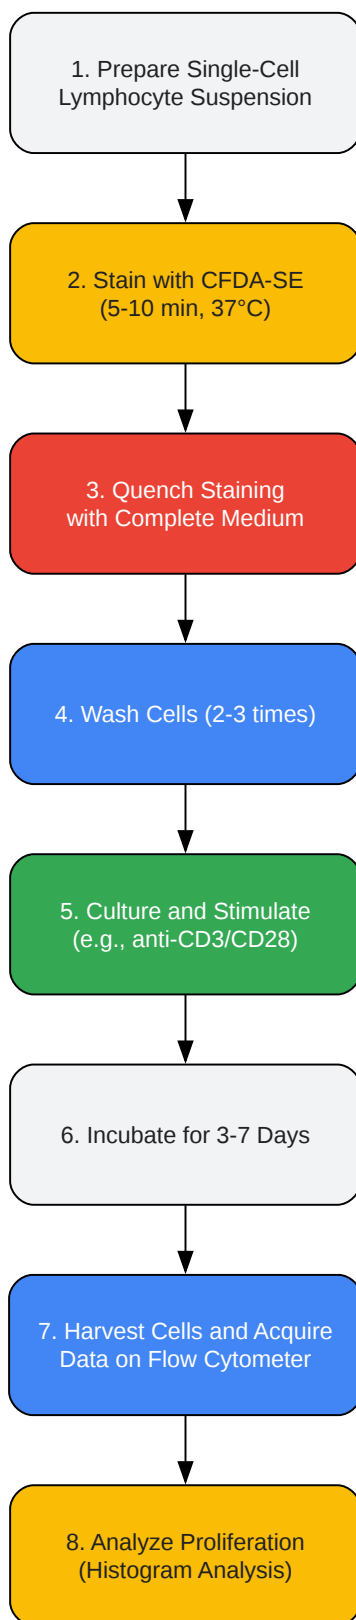 1. Prepare Single-Cell
Lymphocyte Suspension
2. Stain with CFDA-SE
(5-10 min, 37°C)
3. Quench Staining
with Complete Medium
4. Wash Cells (2-3 times)
5. Culture and Stimulate
(e.g., anti-CD3/CD28)
6. Incubate for 3-7 Days
7. Harvest Cells and Acquire
Data on Flow Cytometer
8. Analyze Proliferation
(Histogram Analysis)